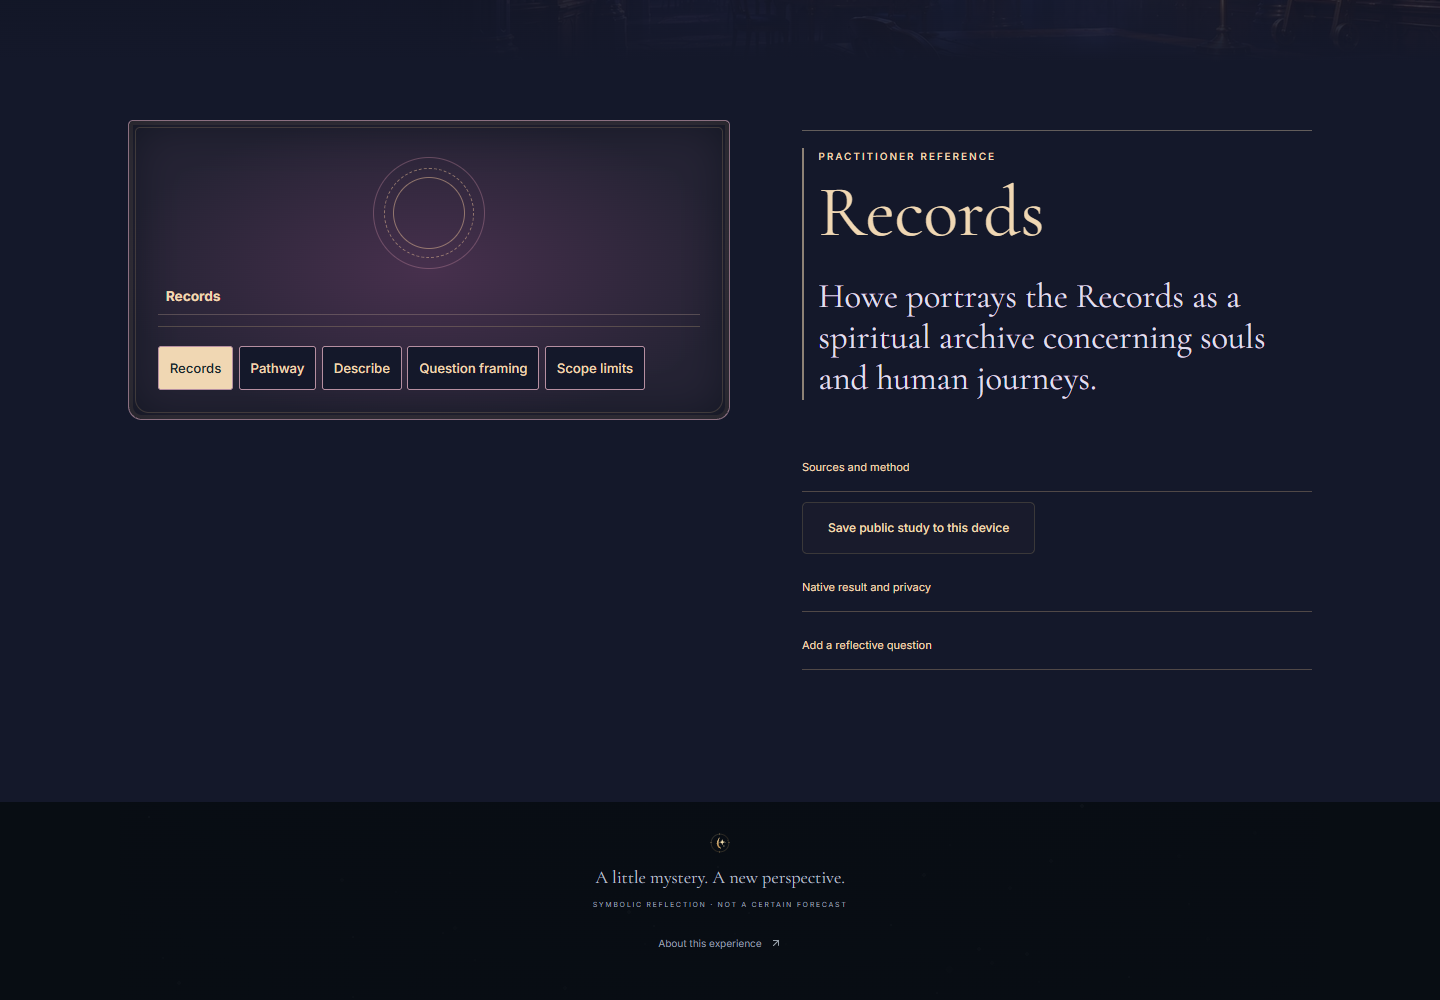 Records
Records
Pathway
Describe
Question framing
Scope limits
PRACTITIONER REFERENCE
Records
Howe portrays the Records as a
spiritual archive concerning souls
and human journeys.
Sources and method
Save public study to this device
Native result and privacy
Add a reflective question
A little mystery. A new perspective.
SYMBOLIC REFLECTION · NOT A CERTAIN FORECAST
About this experience